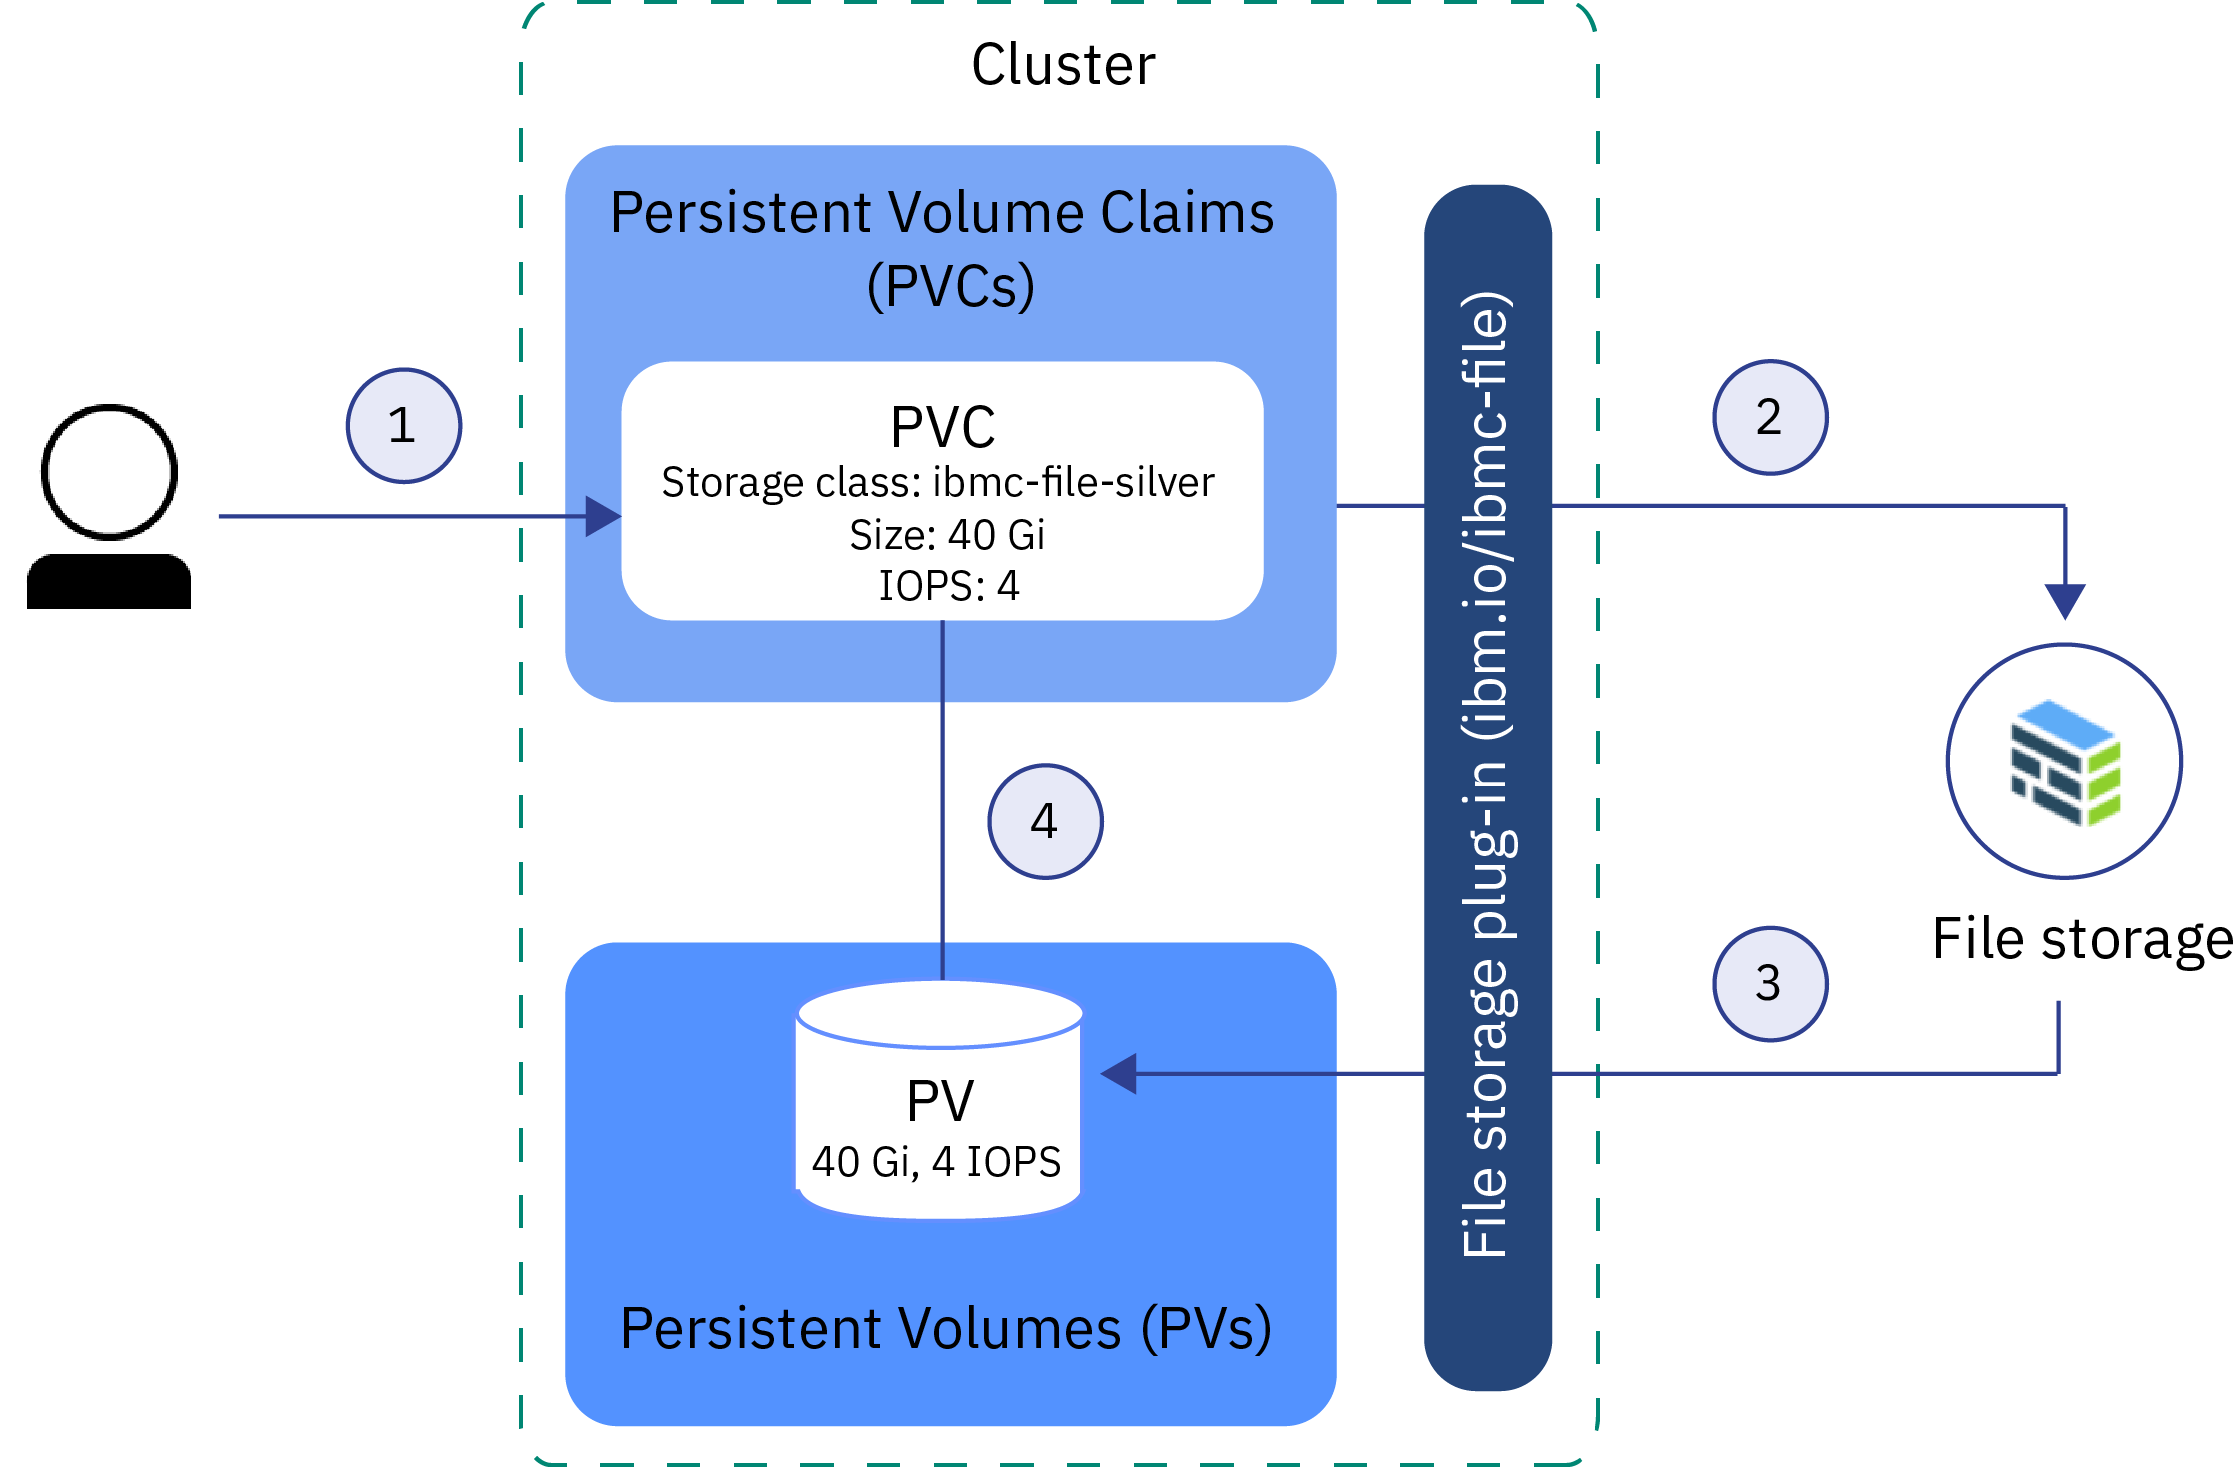 Cluster
Persistent Volume Claims
(PVCs)
1
PVC
Storage class: ibmc-file-silver
Size: 40 Gi
IOPS: 4
File storage plug-in (ibm.io/ibmc-file)
2
4
File storage
3
PV
40 Gi, 4 IOPS
Persistent Volumes (PVs)